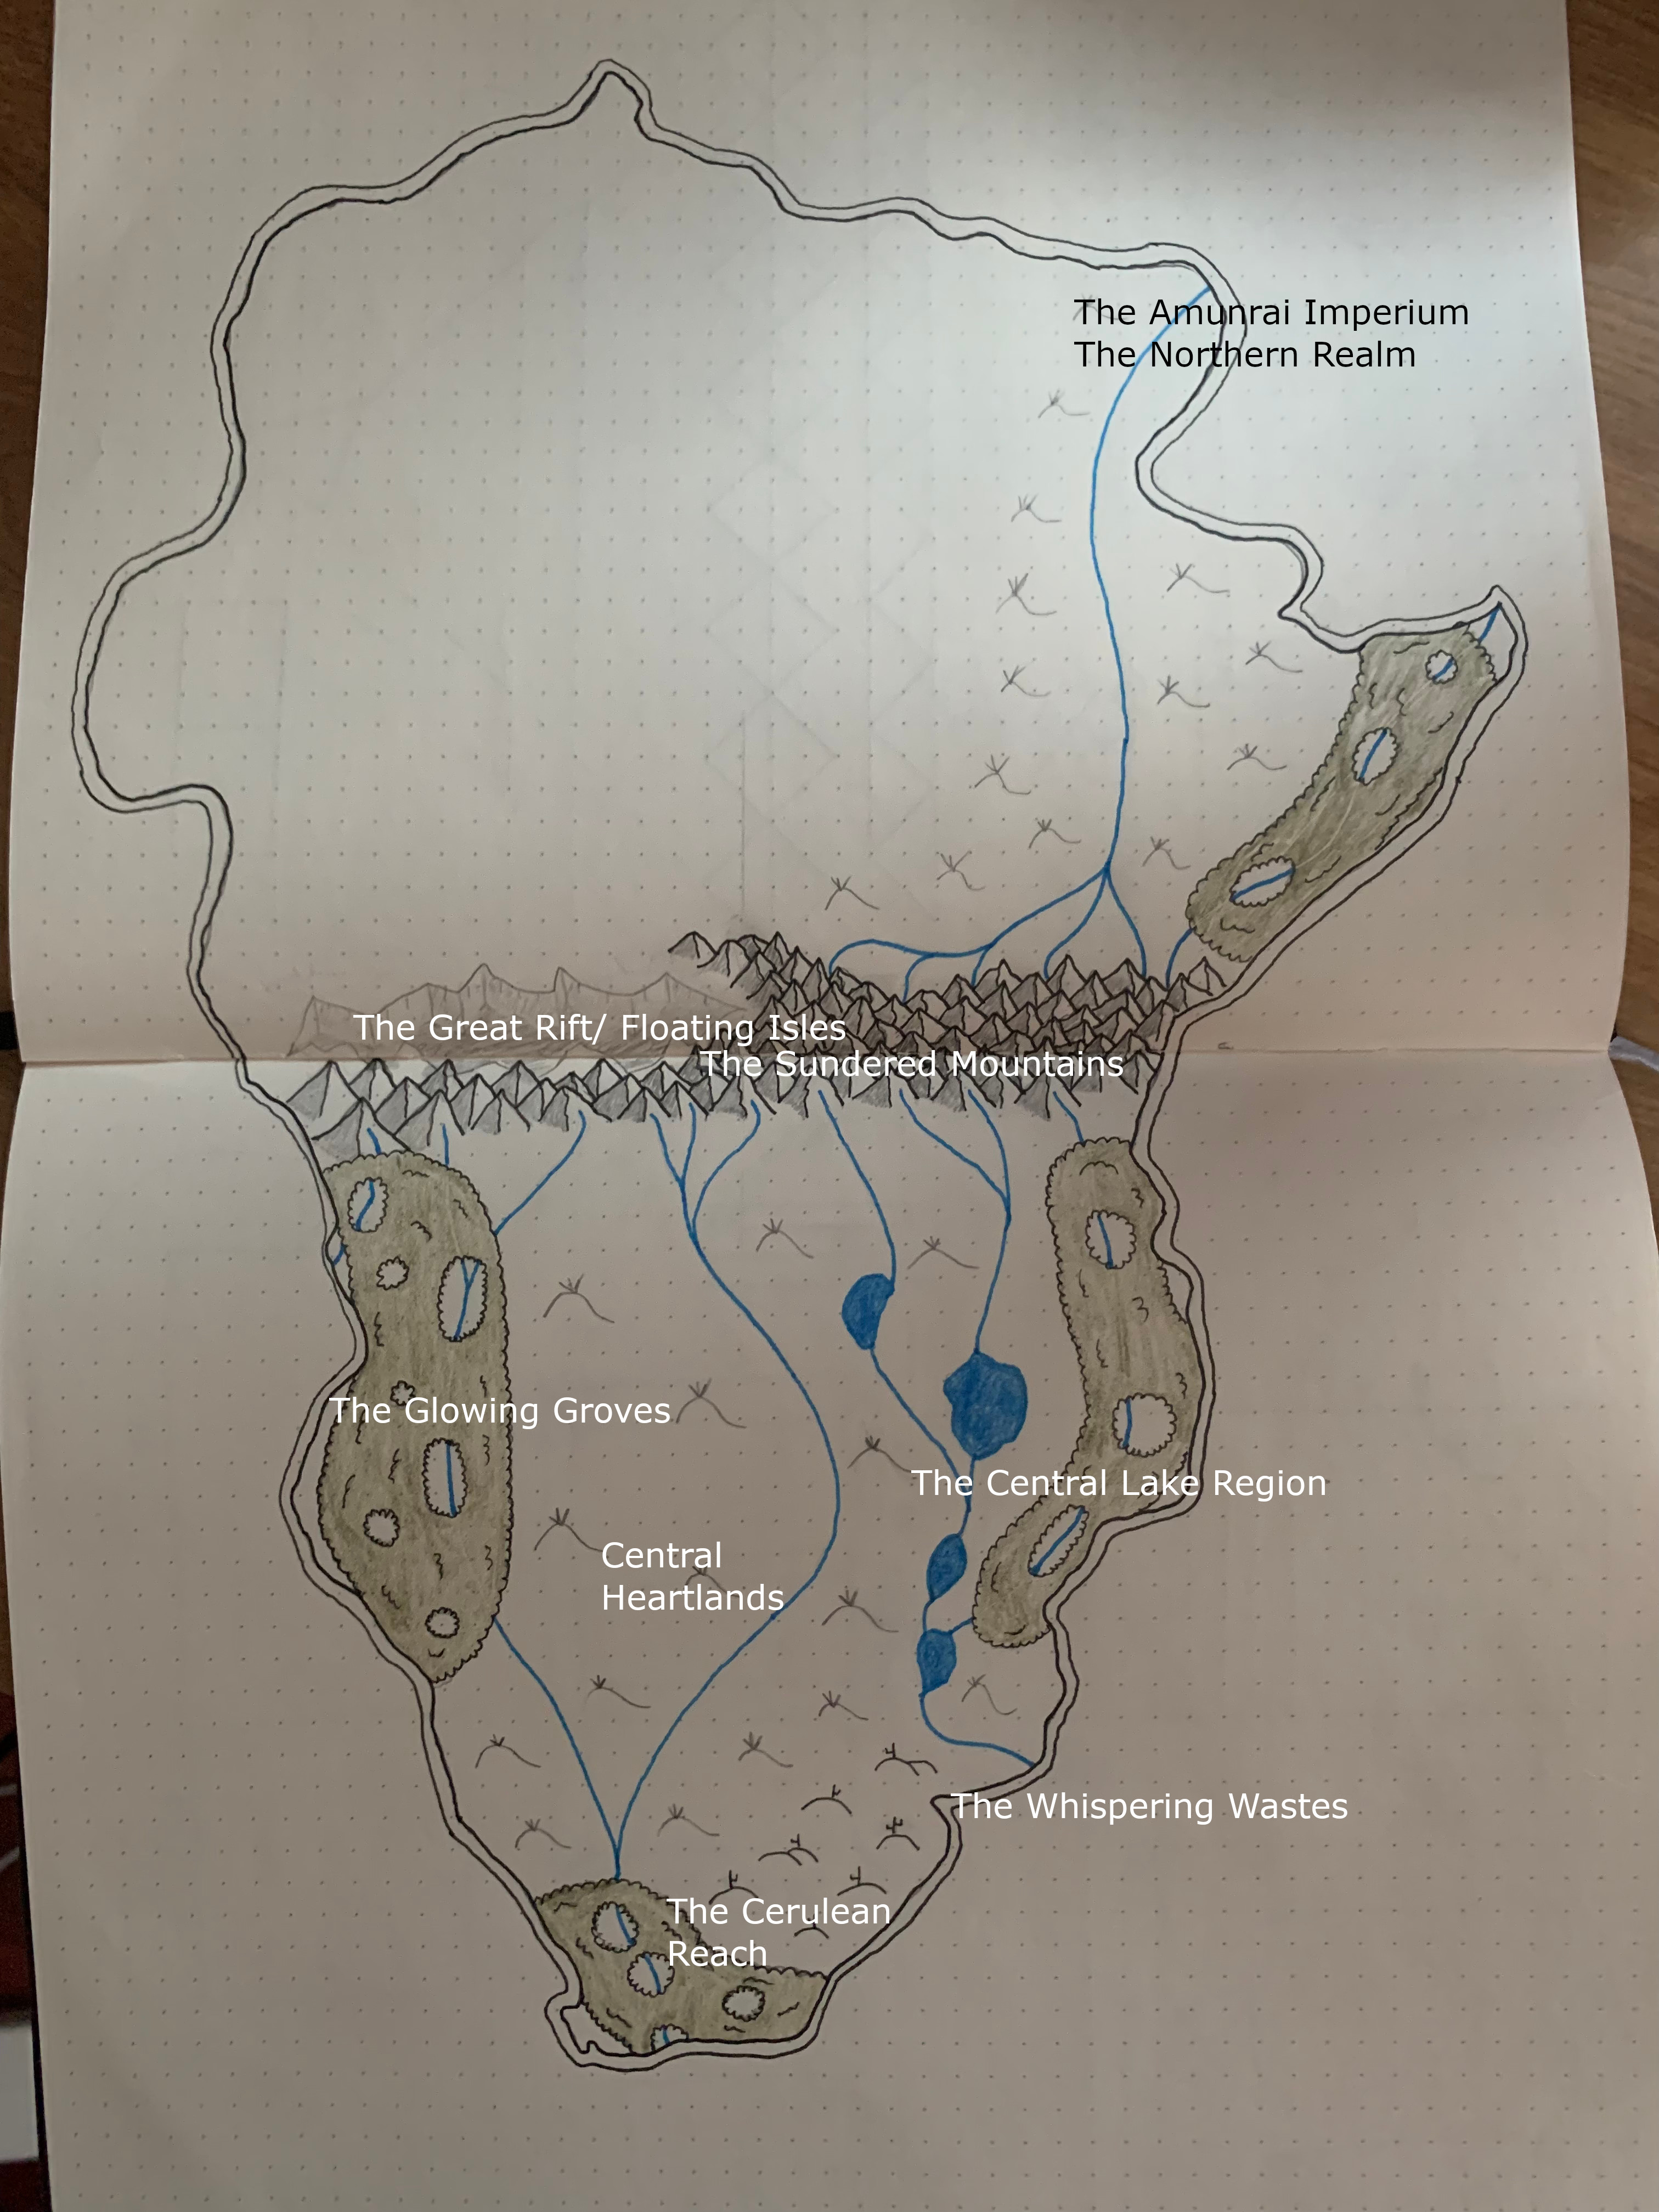 The Amunrai Imperium
The Northern Realm
The Great Rift/ Floating Isles
The Sundered Mountains
The Glowing Groves
The Central Lake Region
Central
Heartlands
The Whispering Wastes
The Cerulean
Reach